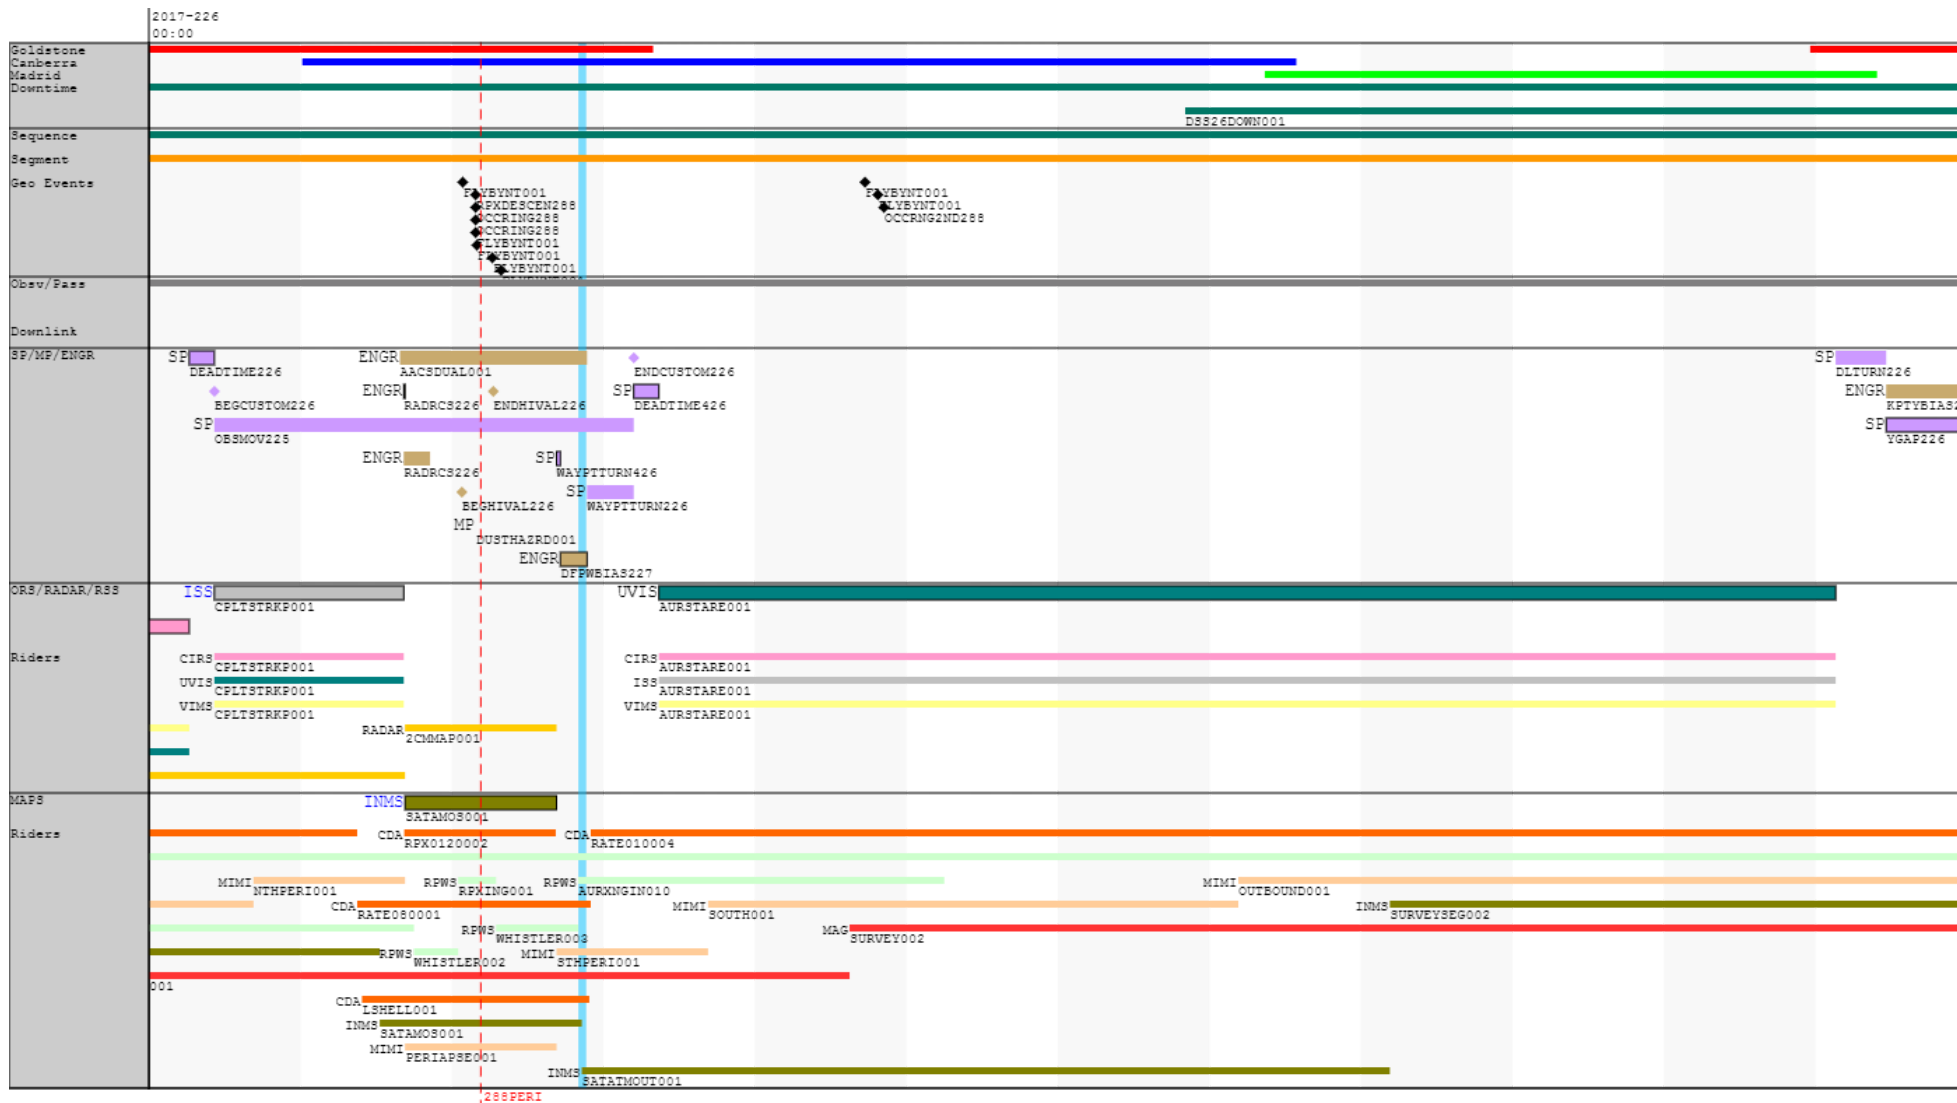 2017-226
00:00
Goldstone
Canberra
Madrid
Downtime
DSS26DOWN001
Sequence
Segment
Geo Events
FLYBYNT001
RPXDESCEN288
OCCRING288
OCCRING288
FLYBYNT001
FLYBYNT001
FLYBYNT001
FLYBYNT001
FLYBYNT001
OCCRNG2ND288
Obsv/Pass
Downlink
SP/MP/ENGR
SP
DEADTIME226
ENGR
AACSDUAL001
ENDCUSTOM226
SP
DLTURN226
BEGCUSTOM226
ENGR
RADRCS226
ENDHIVAL226
SP
DEADTIME426
ENGR
KPTYBIAS2
SP
OBSMOV225
SP
YGAP226
ENGR
RADRCS226
SP
WAYPTTURN426
BEGHIVAL226
SP
WAYPTTURN226
MP
DUSTHAZRD001
ENGR
DFPWBIAS227
ORS/RADAR/RSS
ISS
CPLTSTRKP001
UVIS
AURSTARE001
Riders
CIRS
CPLTSTRKP001
CIRS
AURSTARE001
UVIS
CPLTSTRKP001
ISS
AURSTARE001
VIMS
CPLTSTRKP001
VIMS
AURSTARE001
RADAR
2CMMAP001
MAPS
INMS
SATAMOS001
Riders
CDA
RPX0120002
CDA
RATE010004
MIMI
NTHPERI001
RPWS
RPXING001
RPWS
AURXNGIN010
MIMI
OUTBOUND001
CDA
RATE080001
MIMI
SOUTH001
INMS
SURVEYSEG002
RPWS
WHISTLER003
MAG
SURVEY002
RPWS
WHISTLER002
MIMI
STHPERI001
001
CDA
LSHELL001
INMS
SATAMOS001
MIMI
PERIAPSE001
INMS
SATATMOUT001
288PERI